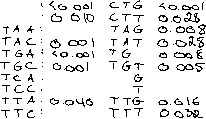 <0.001 CTG <0.001
0.010 CTT 0.028
TAA: TAG 0.008
TAC: 0.001 TAT 0.028
TGA: <0.001 TG 0.008
TGC: 0.001 TGT 0.005
TCA: G
TCC: T
TTA: 0.040 TTG 0.016
TTC: TTT 0.032